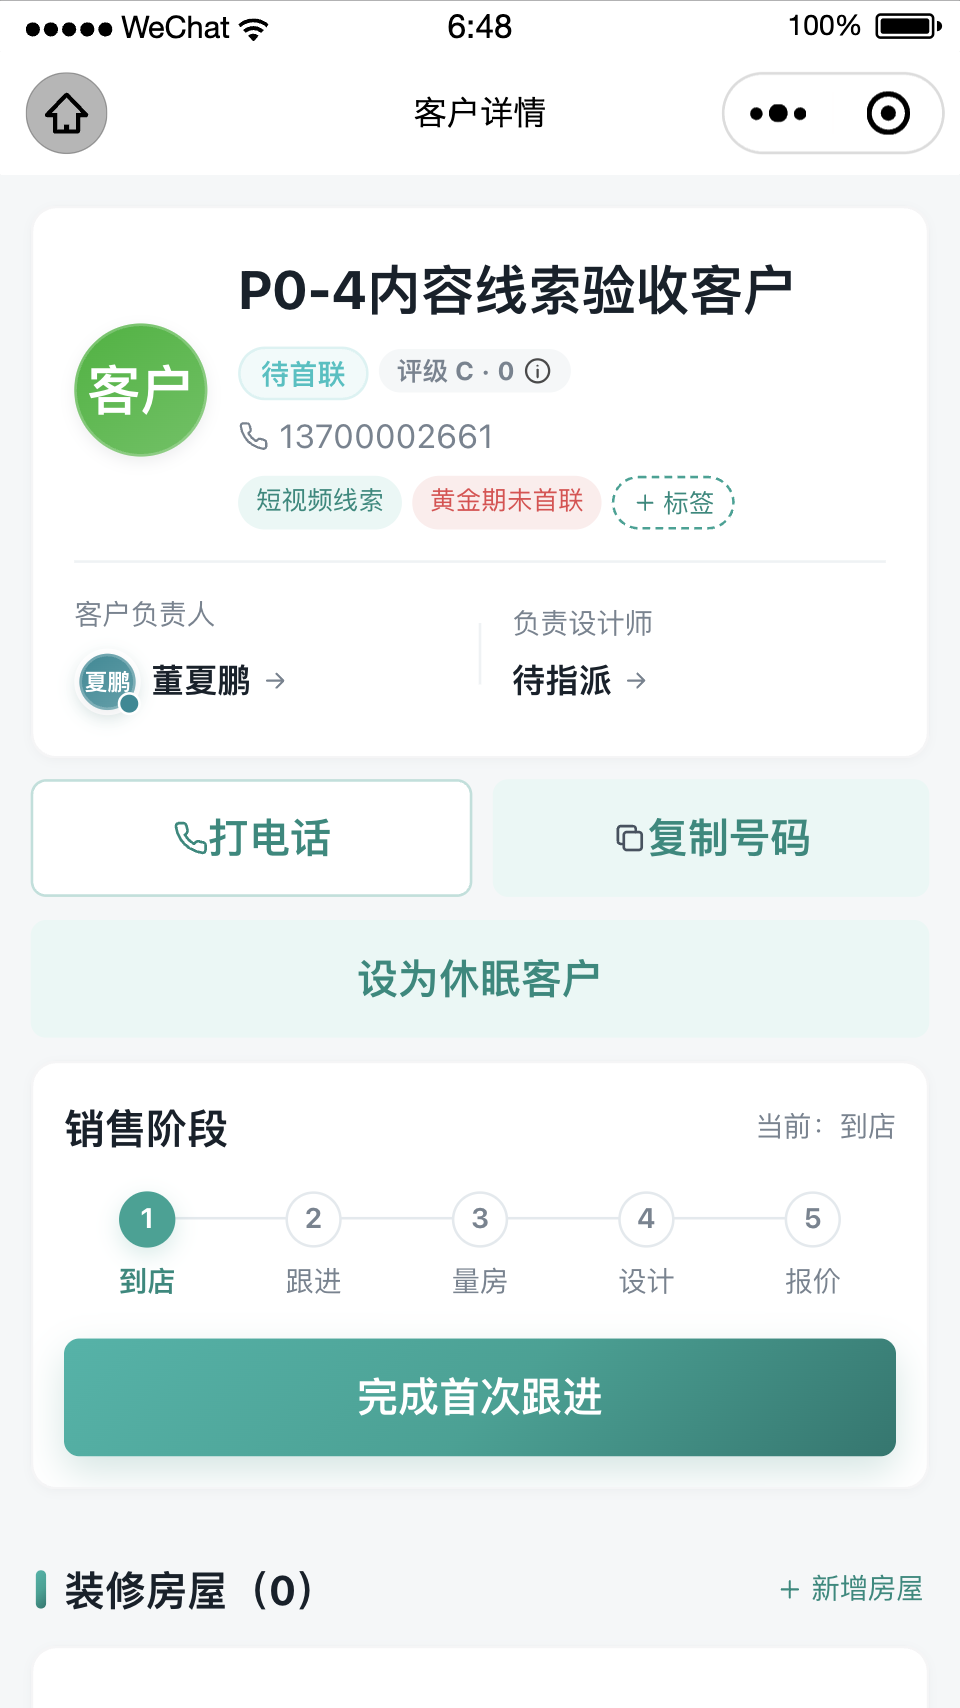 WeChat 6:48 100%
客户详情
P0-4内容线索验收客户
客户
待首联 评级 C · 0
13700002661
短视频线索 黄金期未首联 + 标签
客户负责人 负责设计师
夏鹏 董夏鹏 → 待指派 →
打电话 复制号码
设为休眠客户
销售阶段 当前：到店
1 2 3 4 5
到店 跟进 量房 设计 报价
完成首次跟进
装修房屋（0） + 新增房屋